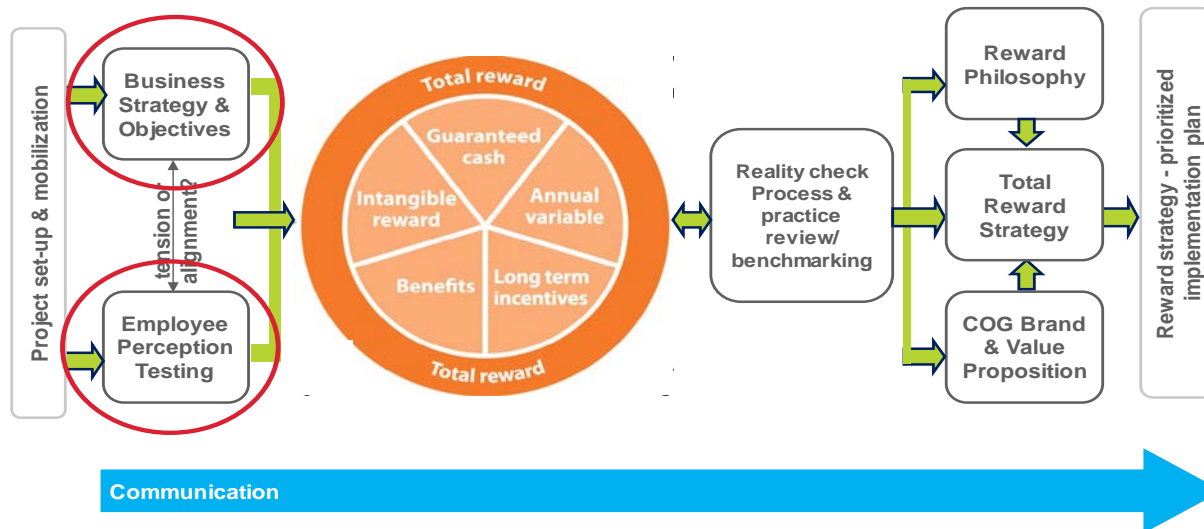 Project set-up & mobilization
Business
Strategy &
Objectives
tension or
alignment?
Employee
Perception
Testing
Total reward
Guaranteed
cash
Intangible
reward
Annual
variable
Benefits
Long term
incentives
Total reward
Reality check
Process &
practice
review/
benchmarking
Reward
Philosophy
Total
Reward
Strategy
COG Brand
& Value
Proposition
Reward strategy - prioritized
implementation plan
Communication